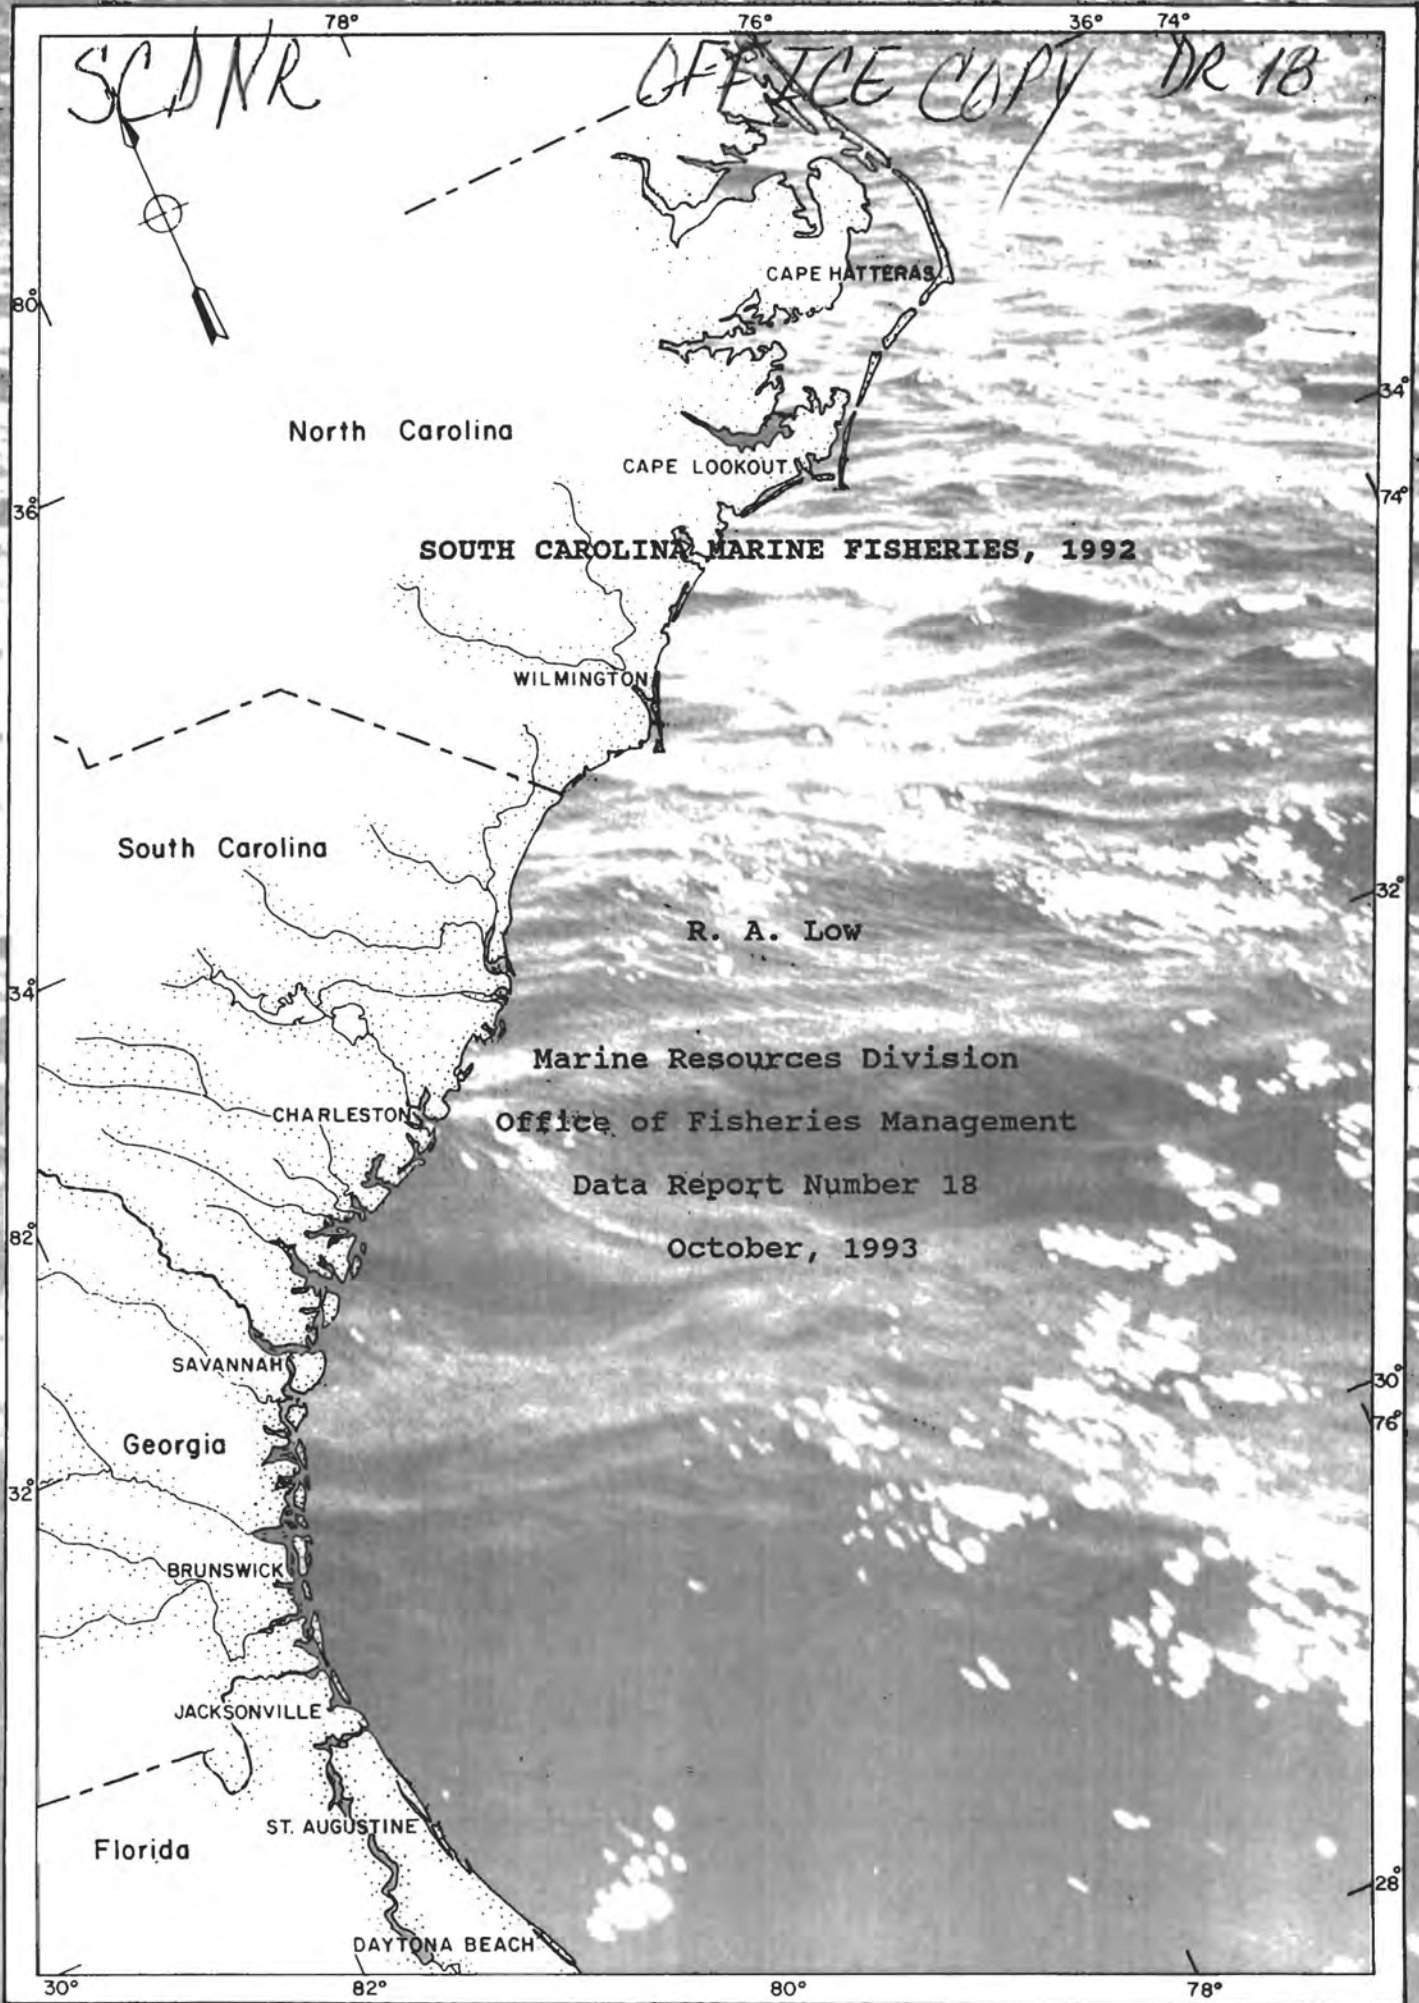 78° 76° 36° 74°
SCDNR OFFICE COPY DR 18
CAPE HATTERAS
80°
34°
North Carolina
CAPE LOOKOUT
74°
36°
SOUTH CAROLINA MARINE FISHERIES, 1992
WILMINGTON
South Carolina
32°
R. A. Low
34°
Marine Resources Division
CHARLESTON
Office of Fisheries Management
Data Report Number 18
82°
October, 1993
SAVANNAH
30°
76°
Georgia
32°
BRUNSWICK
JACKSONVILLE
ST. AUGUSTINE
Florida
28°
DAYTONA BEACH
30° 82° 80° 78°